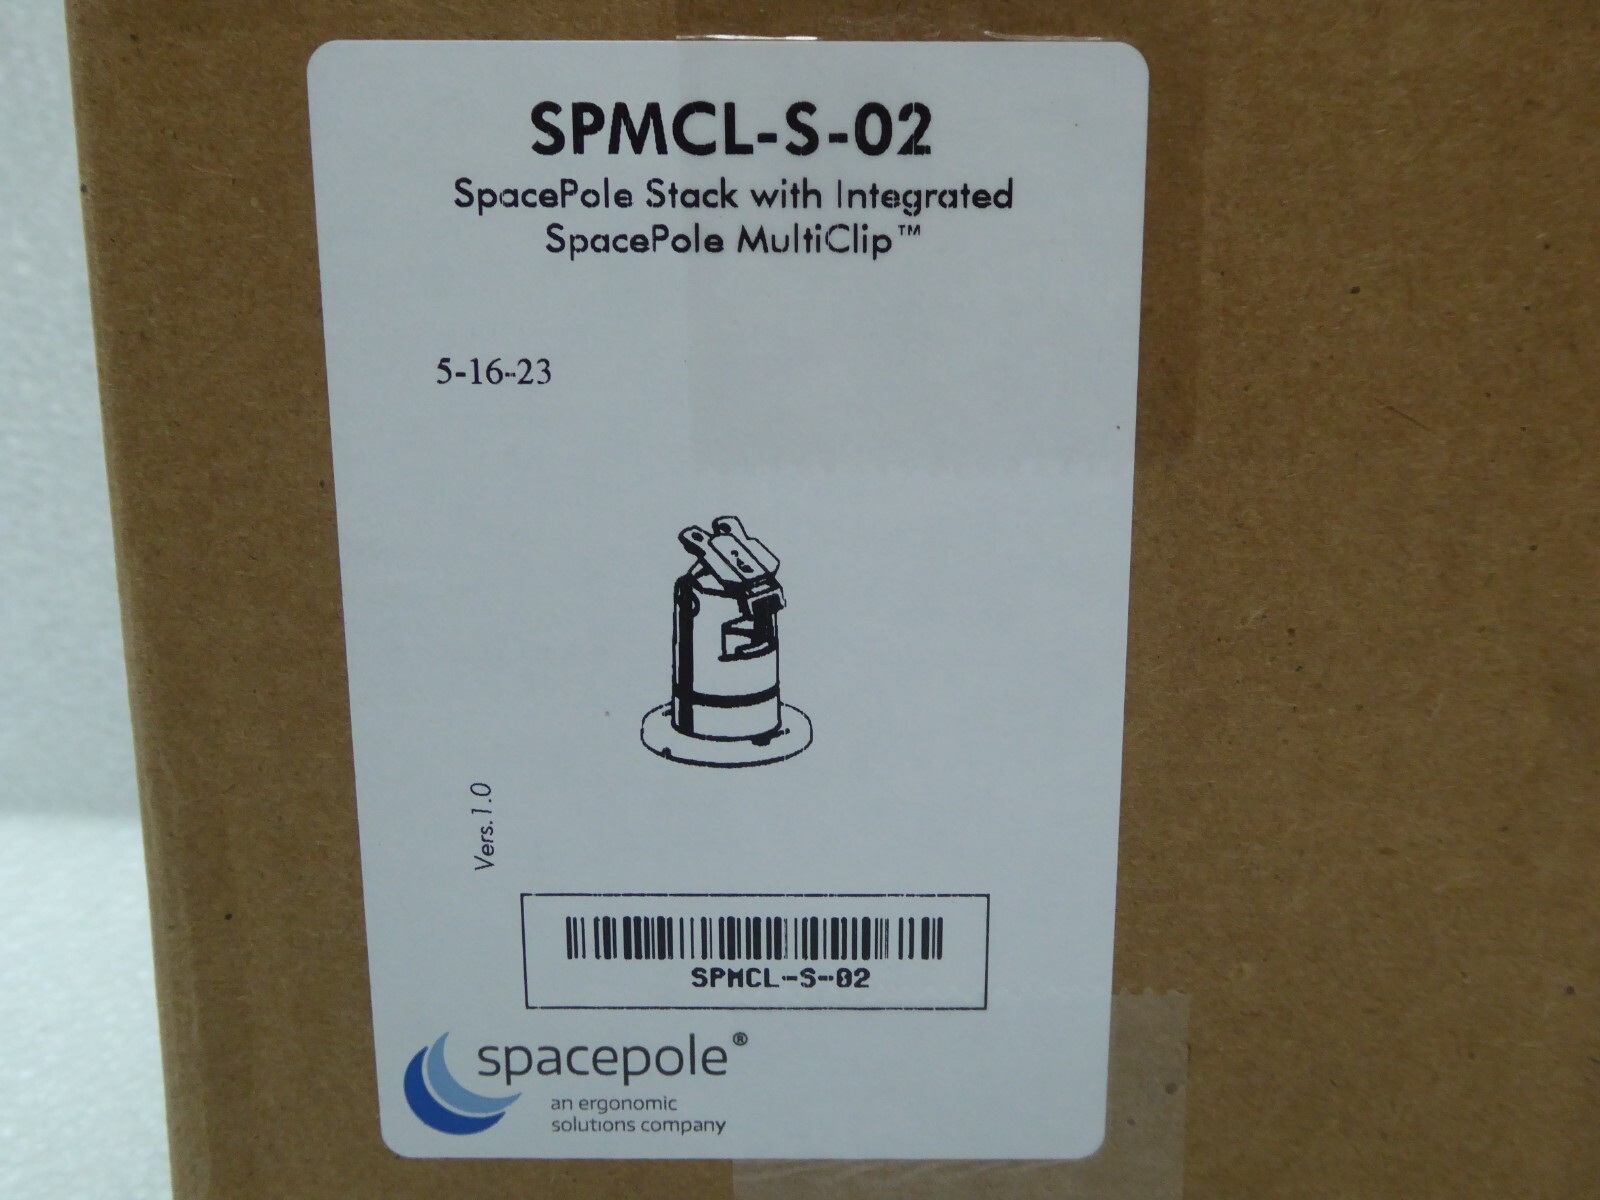 SPMCL-S-02
SpacePole Stack with Integrated
SpacePole MultiClip™
5-16-23
Vers.1.0
SPMCL-S-02
spacepole®
an ergonomic
solutions company